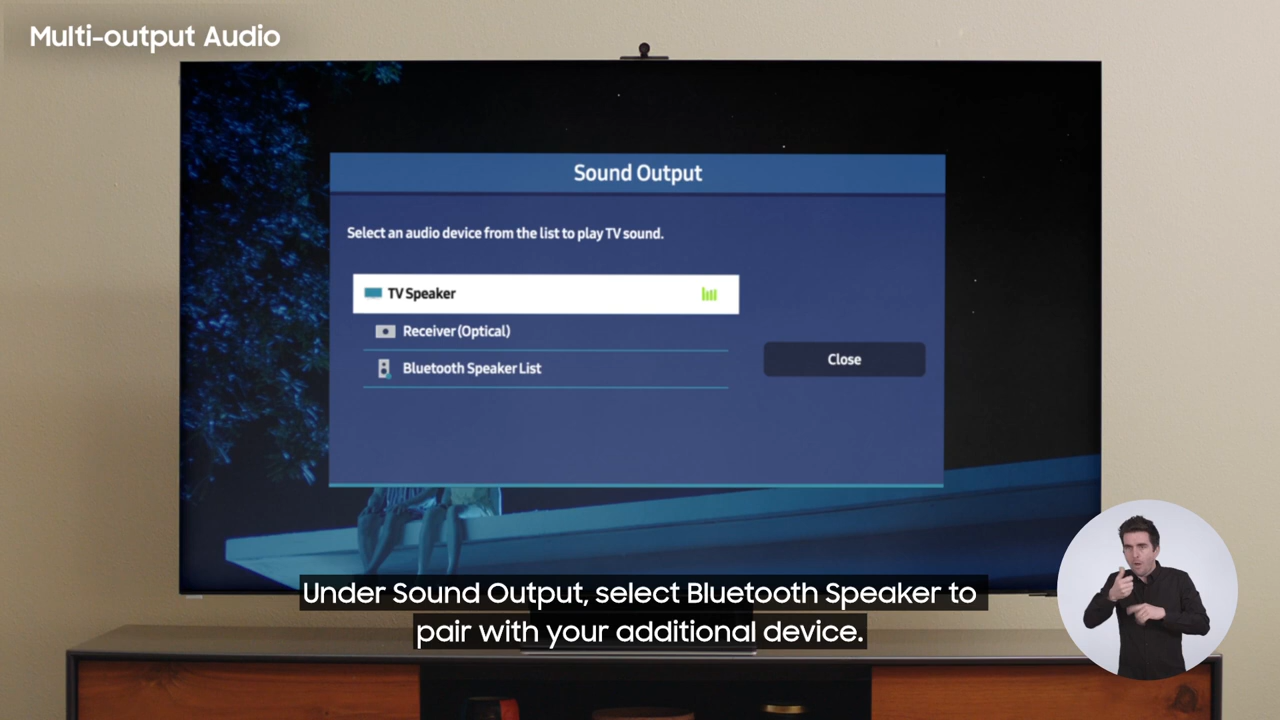 Multi-output Audio
Sound Output
Select an audio device from the list to play TV sound.
TV Speaker
Receiver (Optical)
Bluetooth Speaker List
Close
Under Sound Output, select Bluetooth Speaker to
pair with your additional device.